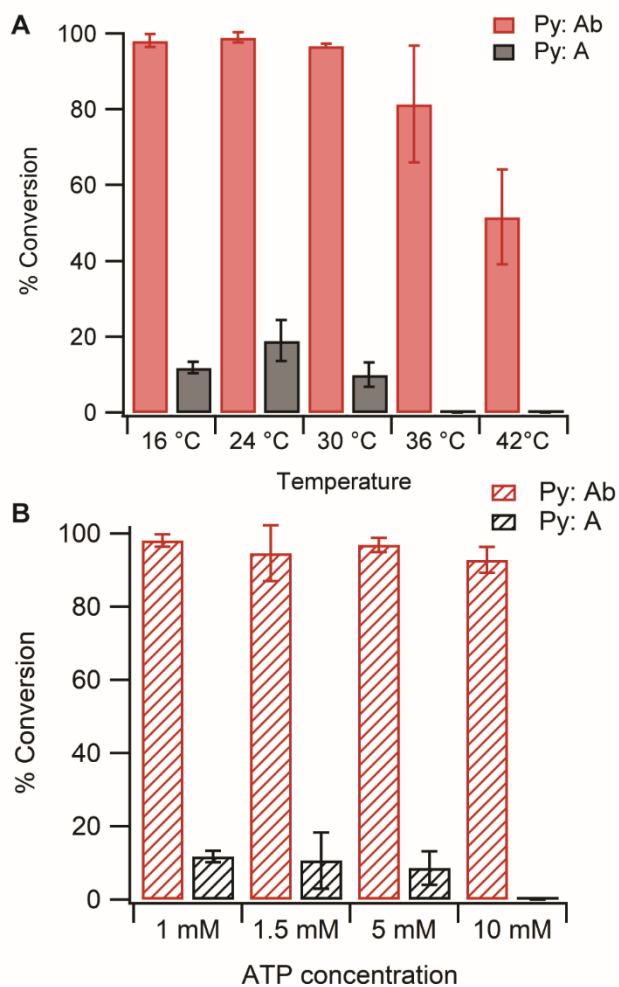 A
Py: Ab
Py: A
100
80
60
40
20
0
% Conversion
16 °C 24 °C 30 °C 36 °C 42°C
Temperature
B
Py: Ab
Py: A
100
80
60
40
20
0
% Conversion
1 mM 1.5 mM 5 mM 10 mM
ATP concentration